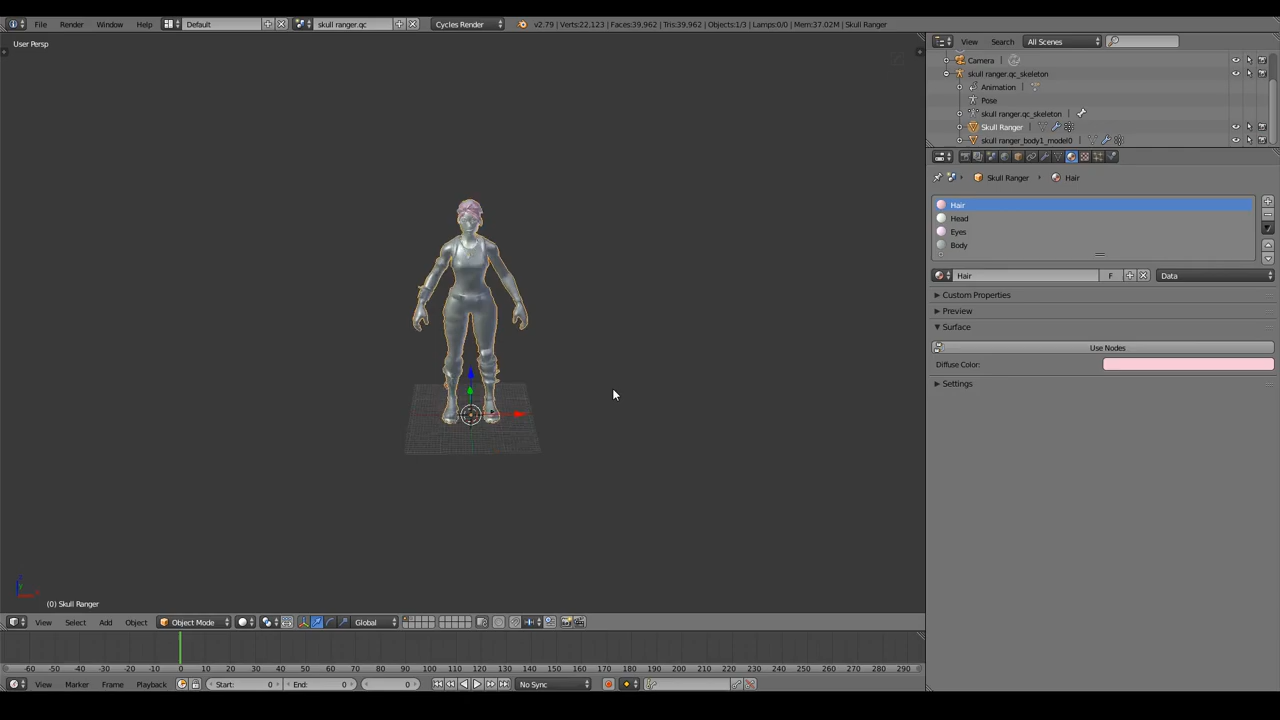 File Render Window Help Default skull ranger.qc Cycles Render v2.79 | Verts:22,123 | Faces:39,962 | Tris:39,962 | Objects:1/3 | Lamps:0/0 | Mem:37.02M | Skull Ranger
User Persp
View Search All Scenes
Camera
skull ranger.qc_skeleton
Animation
Pose
skull ranger.qc_skeleton
Skull Ranger
skull ranger_body1_model0
Skull Ranger Hair
Hair
Head
Eyes
Body
Hair F Data
Custom Properties
Preview
Surface
Use Nodes
Diffuse Color:
Settings
(0) Skull Ranger
View Select Add Object Object Mode Global
-60 -50 -40 -30 -20 -10 0 10 20 30 40 50 60 70 80 90 100 110 120 130 140 150 160 170 180 190 200 210 220 230 240 250 260 270 280 290
View Marker Frame Playback Start: 0 End: 0 0 No Sync